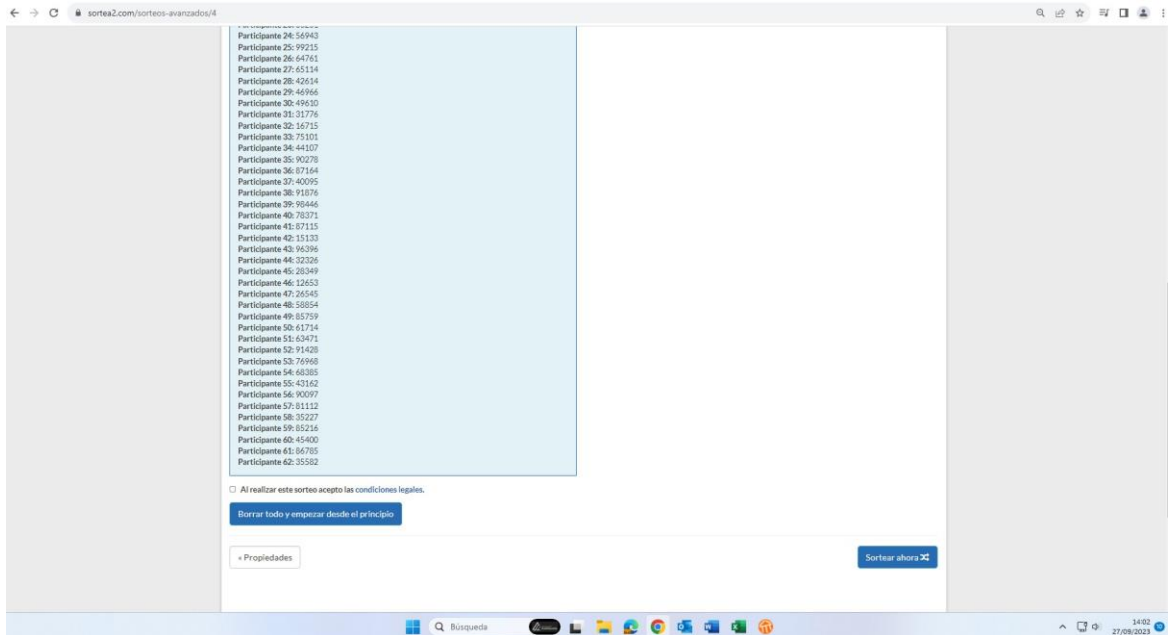 sortea2.com/sorteos-avanzados/4
Participante 24: 56943
Participante 25: 99215
Participante 26: 64761
Participante 27: 65114
Participante 28: 42614
Participante 29: 46966
Participante 30: 49610
Participante 31: 31776
Participante 32: 16715
Participante 33: 75101
Participante 34: 44107
Participante 35: 90278
Participante 36: 87164
Participante 37: 40095
Participante 38: 91876
Participante 39: 98446
Participante 40: 78371
Participante 41: 87115
Participante 42: 15133
Participante 43: 96396
Participante 44: 32326
Participante 45: 28349
Participante 46: 12653
Participante 47: 26545
Participante 48: 58854
Participante 49: 85759
Participante 50: 61714
Participante 51: 63471
Participante 52: 91428
Participante 53: 76968
Participante 54: 68385
Participante 55: 43162
Participante 56: 90097
Participante 57: 81112
Participante 58: 35227
Participante 59: 85216
Participante 60: 45400
Participante 61: 86785
Participante 62: 35582
Al realizar este sorteo acepto las condiciones legales.
Borrar todo y empezar desde el principio
« Propiedades
Sortear ahora
Búsqueda
14:02
27/09/2023